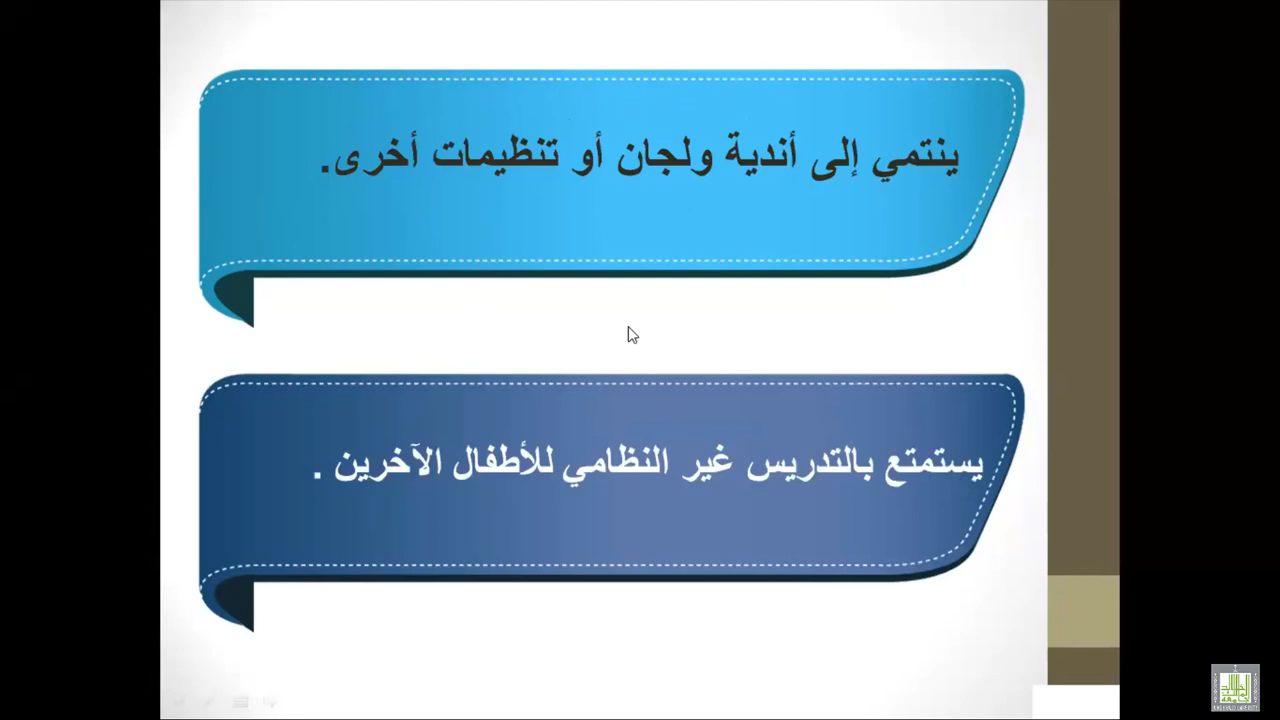 ينتمي إلى أندية ولجان أو تنظيمات أخرى.
يستمتع بالتدريس غير النظامي للأطفال الآخرين .